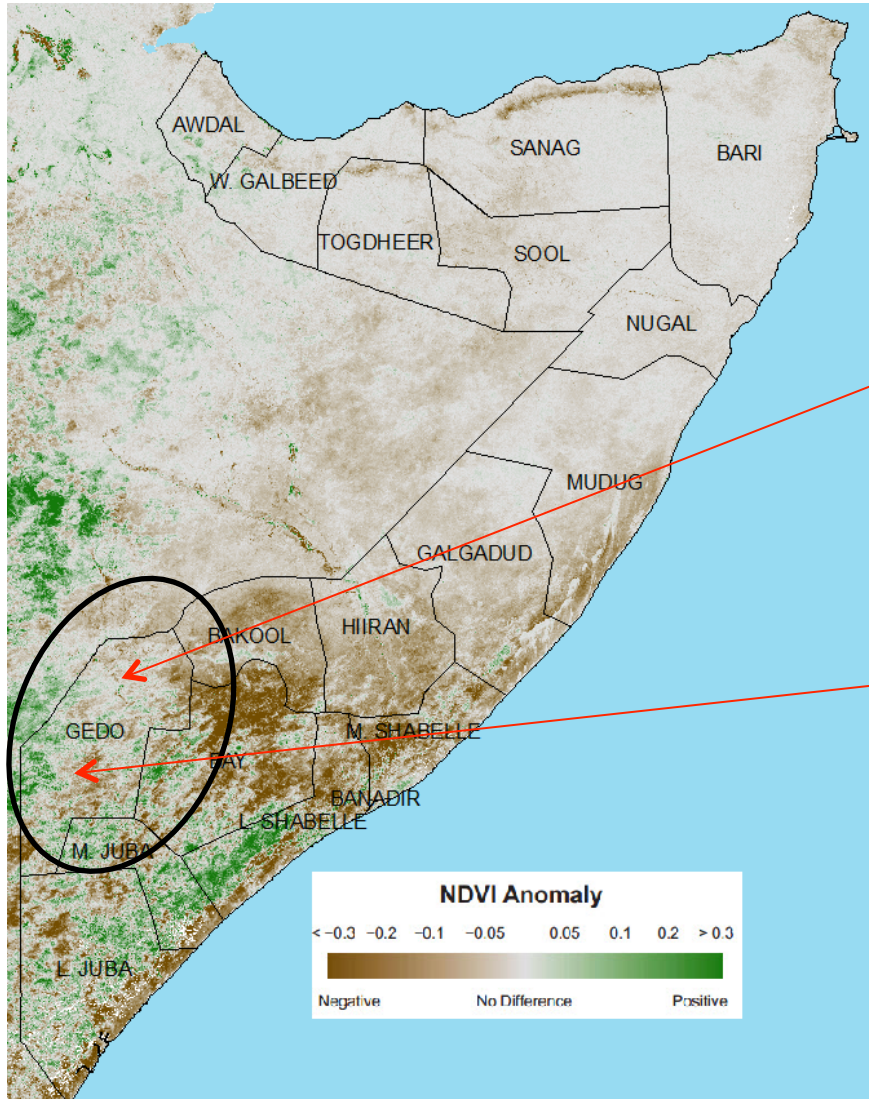 AWDAL
SANAG
BARI
W. GALBEED
TOGDHEER
SOOL
NUGAL
MUDUG
GALGADUD
BAKOOL
HIIRAN
GEDO
M. SHABELLE
BAY
BANADIR
L. SHABELLE
M. JUBA
L. JUBA
NDVI Anomaly
< −0.3 −0.2 −0.1 −0.05 0.05 0.1 0.2 > 0.3
Negative No Difference Positive